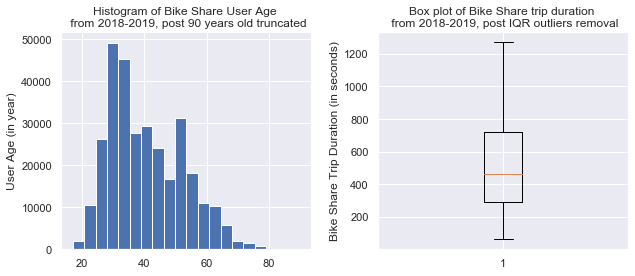 Histogram of Bike Share User Age
from 2018-2019, post 90 years old truncated
User Age (in year)
50000
40000
30000
20000
10000
0
20
40
60
80
Box plot of Bike Share trip duration
from 2018-2019, post IQR outliers removal
Bike Share Trip Duration (in seconds)
1200
1000
800
600
400
200
1